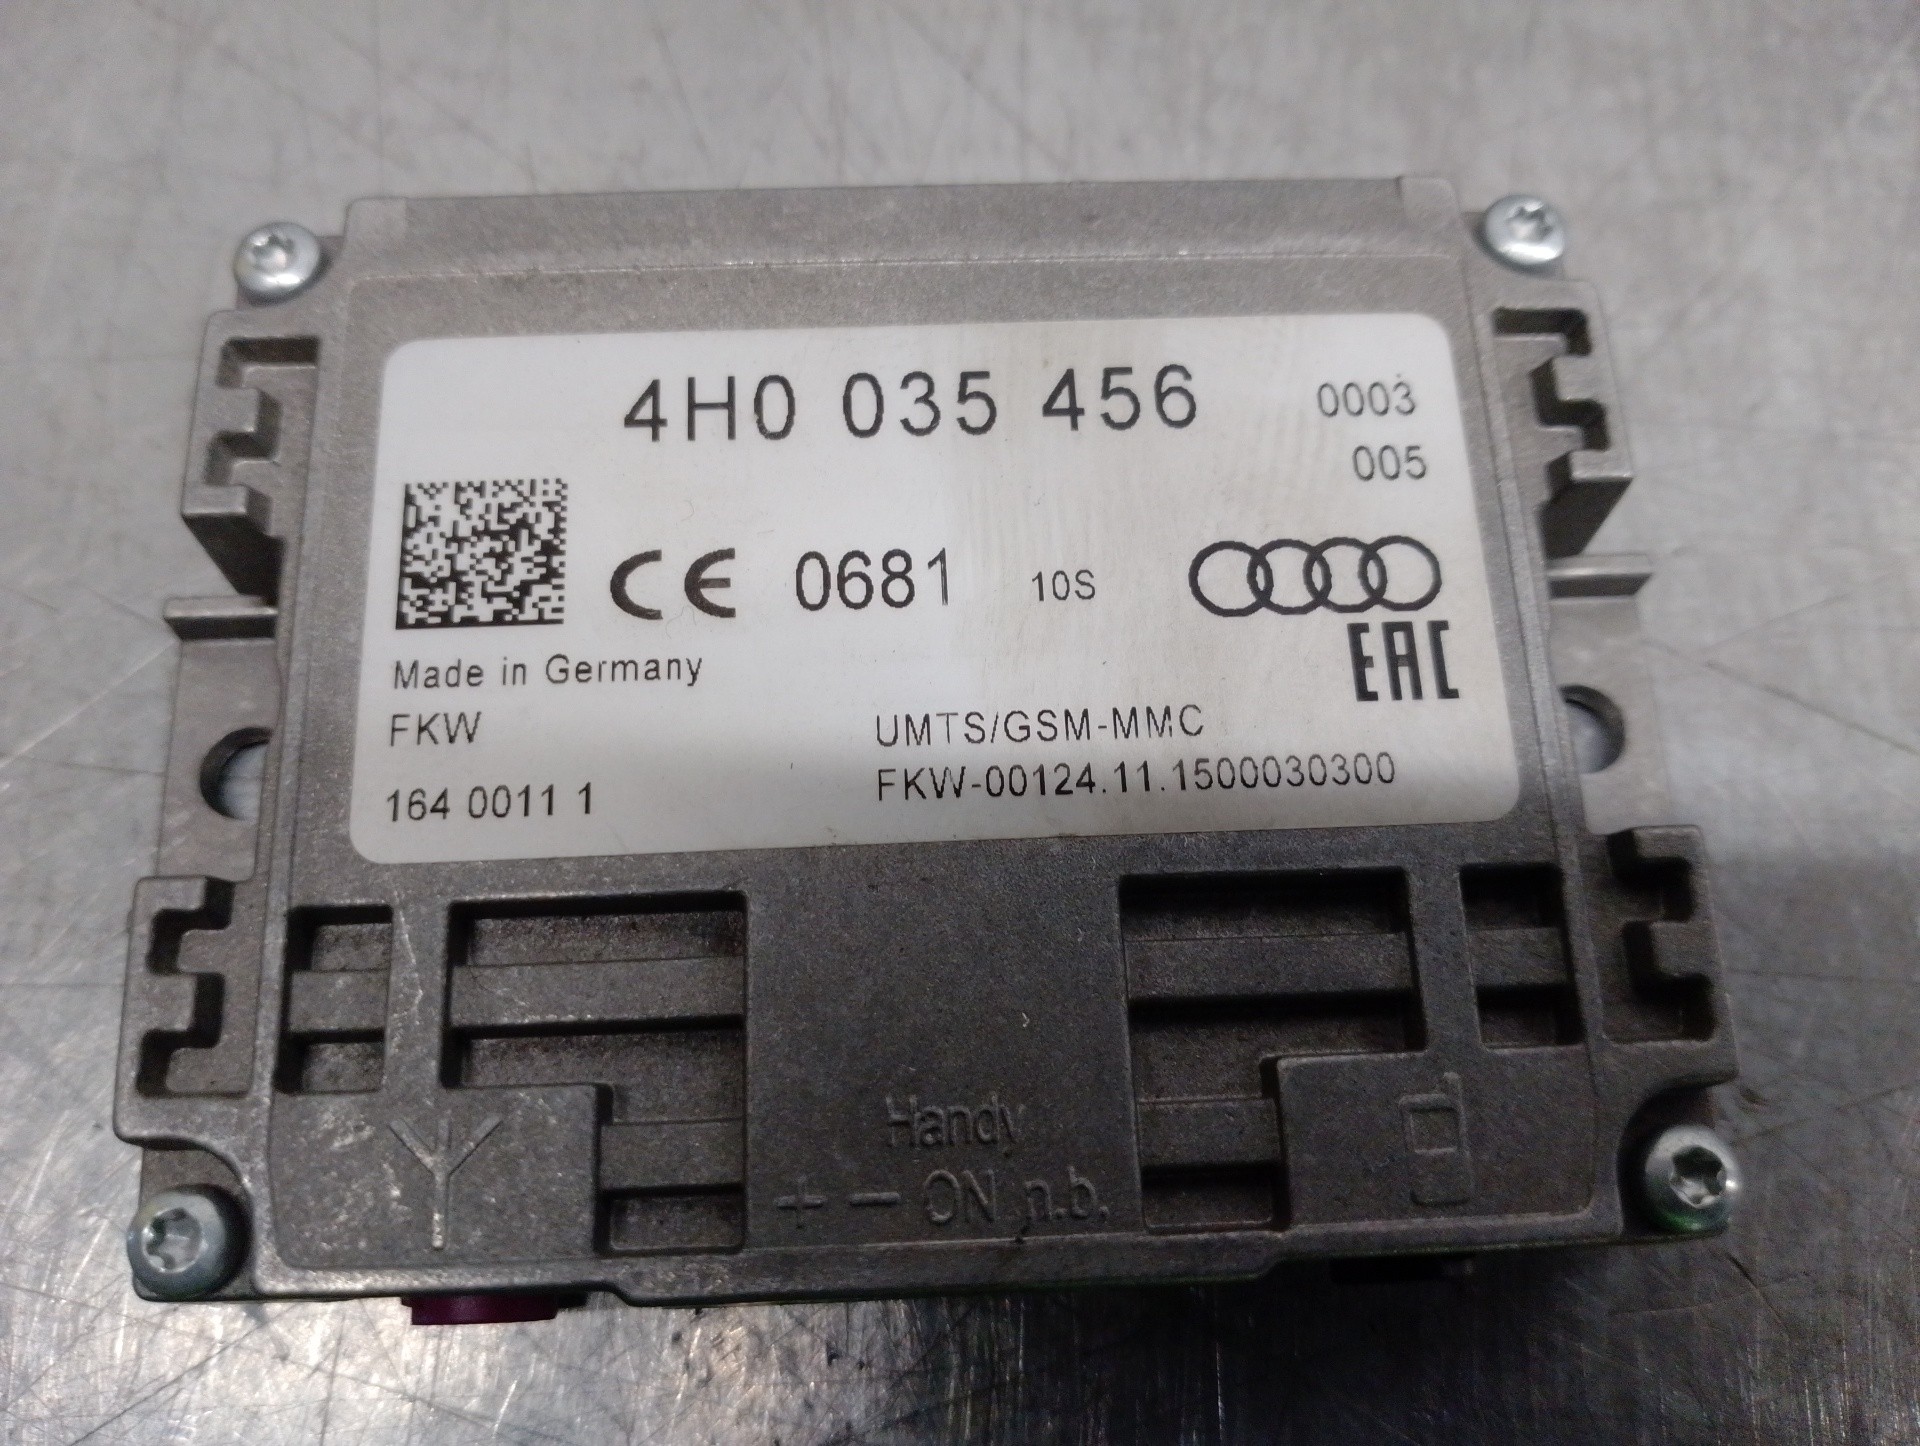 4H0 035 456 0003
005
CE 0681 10S
EAC
Made in Germany
FKW UMTS/GSM-MMC
164 0011 1 FKW-00124.11.1500030300
Handy
+ – ON n.b.